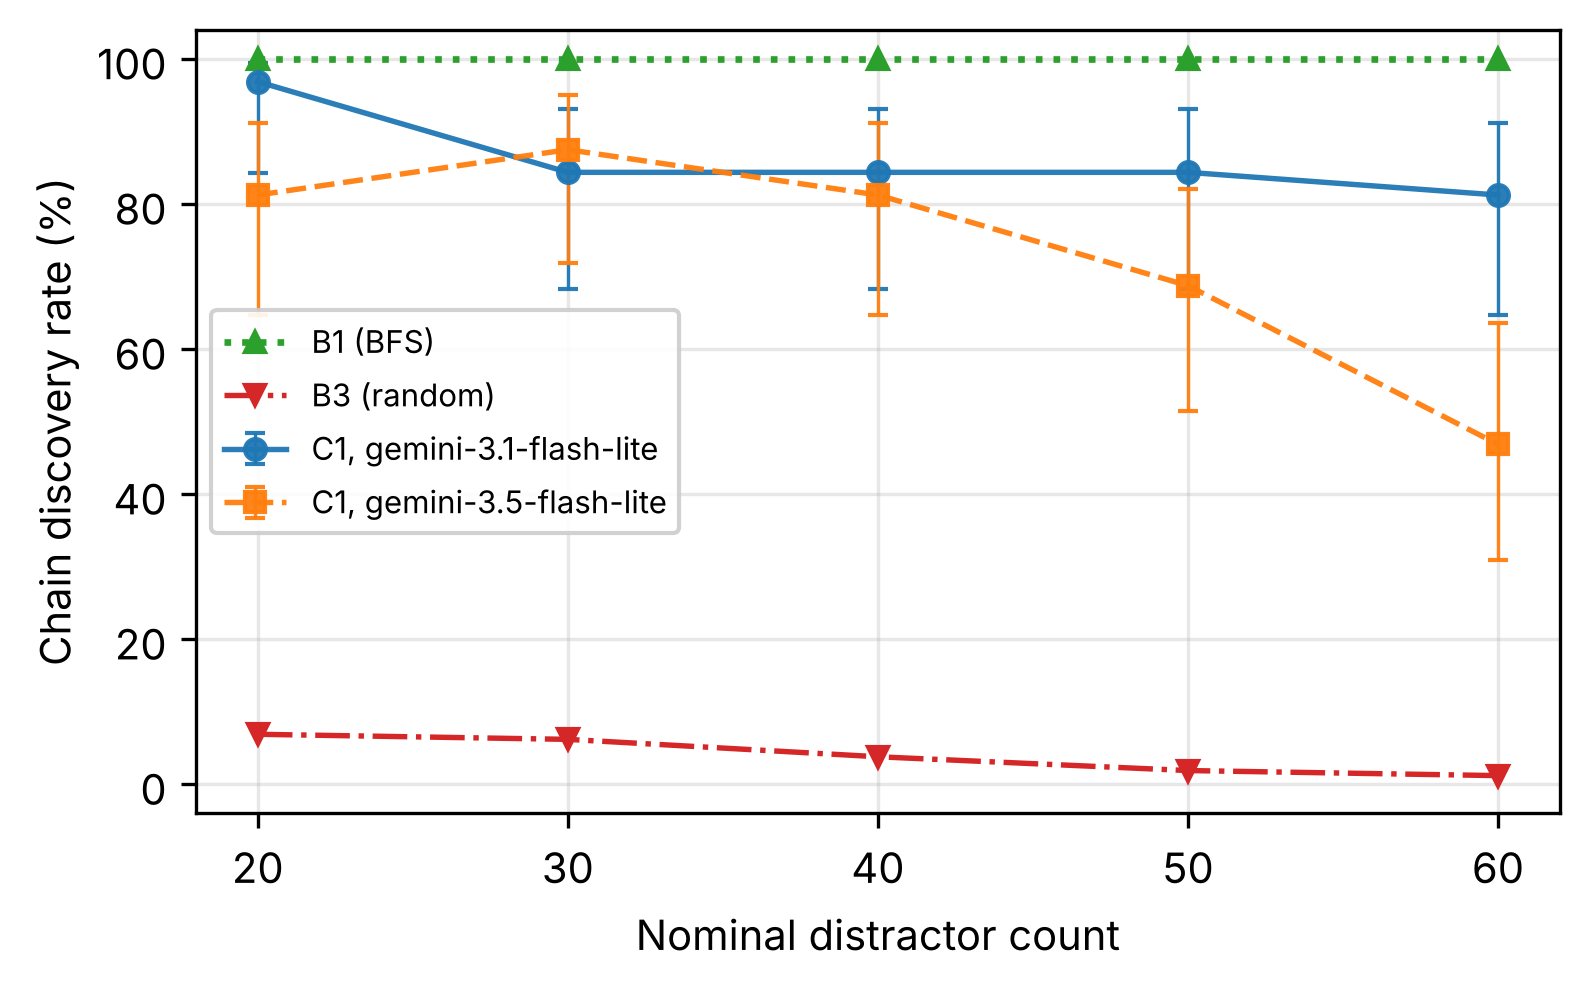 Chain discovery rate (%)
100
80
60
40
20
0
B1 (BFS)
B3 (random)
C1, gemini-3.1-flash-lite
C1, gemini-3.5-flash-lite
20 30 40 50 60
Nominal distractor count